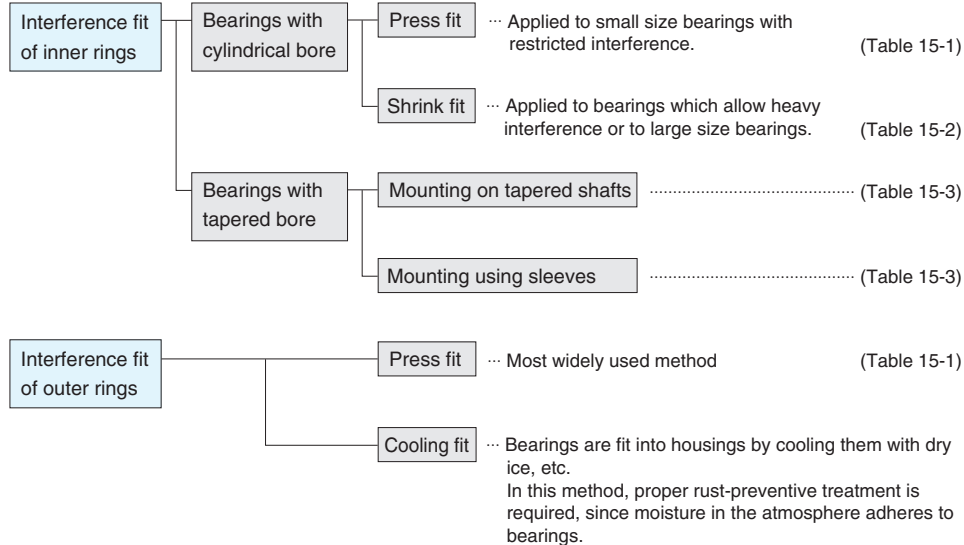 Interference fit
of inner rings
Bearings with
cylindrical bore
Press fit
··· Applied to small size bearings with
restricted interference.
(Table 15-1)
Shrink fit
··· Applied to bearings which allow heavy
interference or to large size bearings.
(Table 15-2)
Bearings with
tapered bore
Mounting on tapered shafts
(Table 15-3)
Mounting using sleeves
(Table 15-3)
Interference fit
of outer rings
Press fit
··· Most widely used method
(Table 15-1)
Cooling fit
··· Bearings are fit into housings by cooling them with dry
ice, etc.
In this method, proper rust-preventive treatment is
required, since moisture in the atmosphere adheres to
bearings.